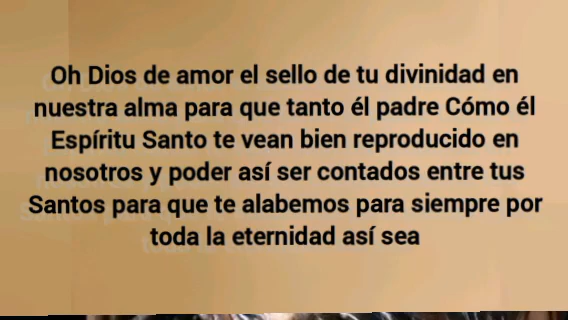 Oh Dios de amor el sello de tu divinidad en
nuestra alma para que tanto él padre Cómo él
Espíritu Santo te vean bien reproducido en
nosotros y poder así ser contados entre tus
Santos para que te alabemos para siempre por
toda la eternidad así sea